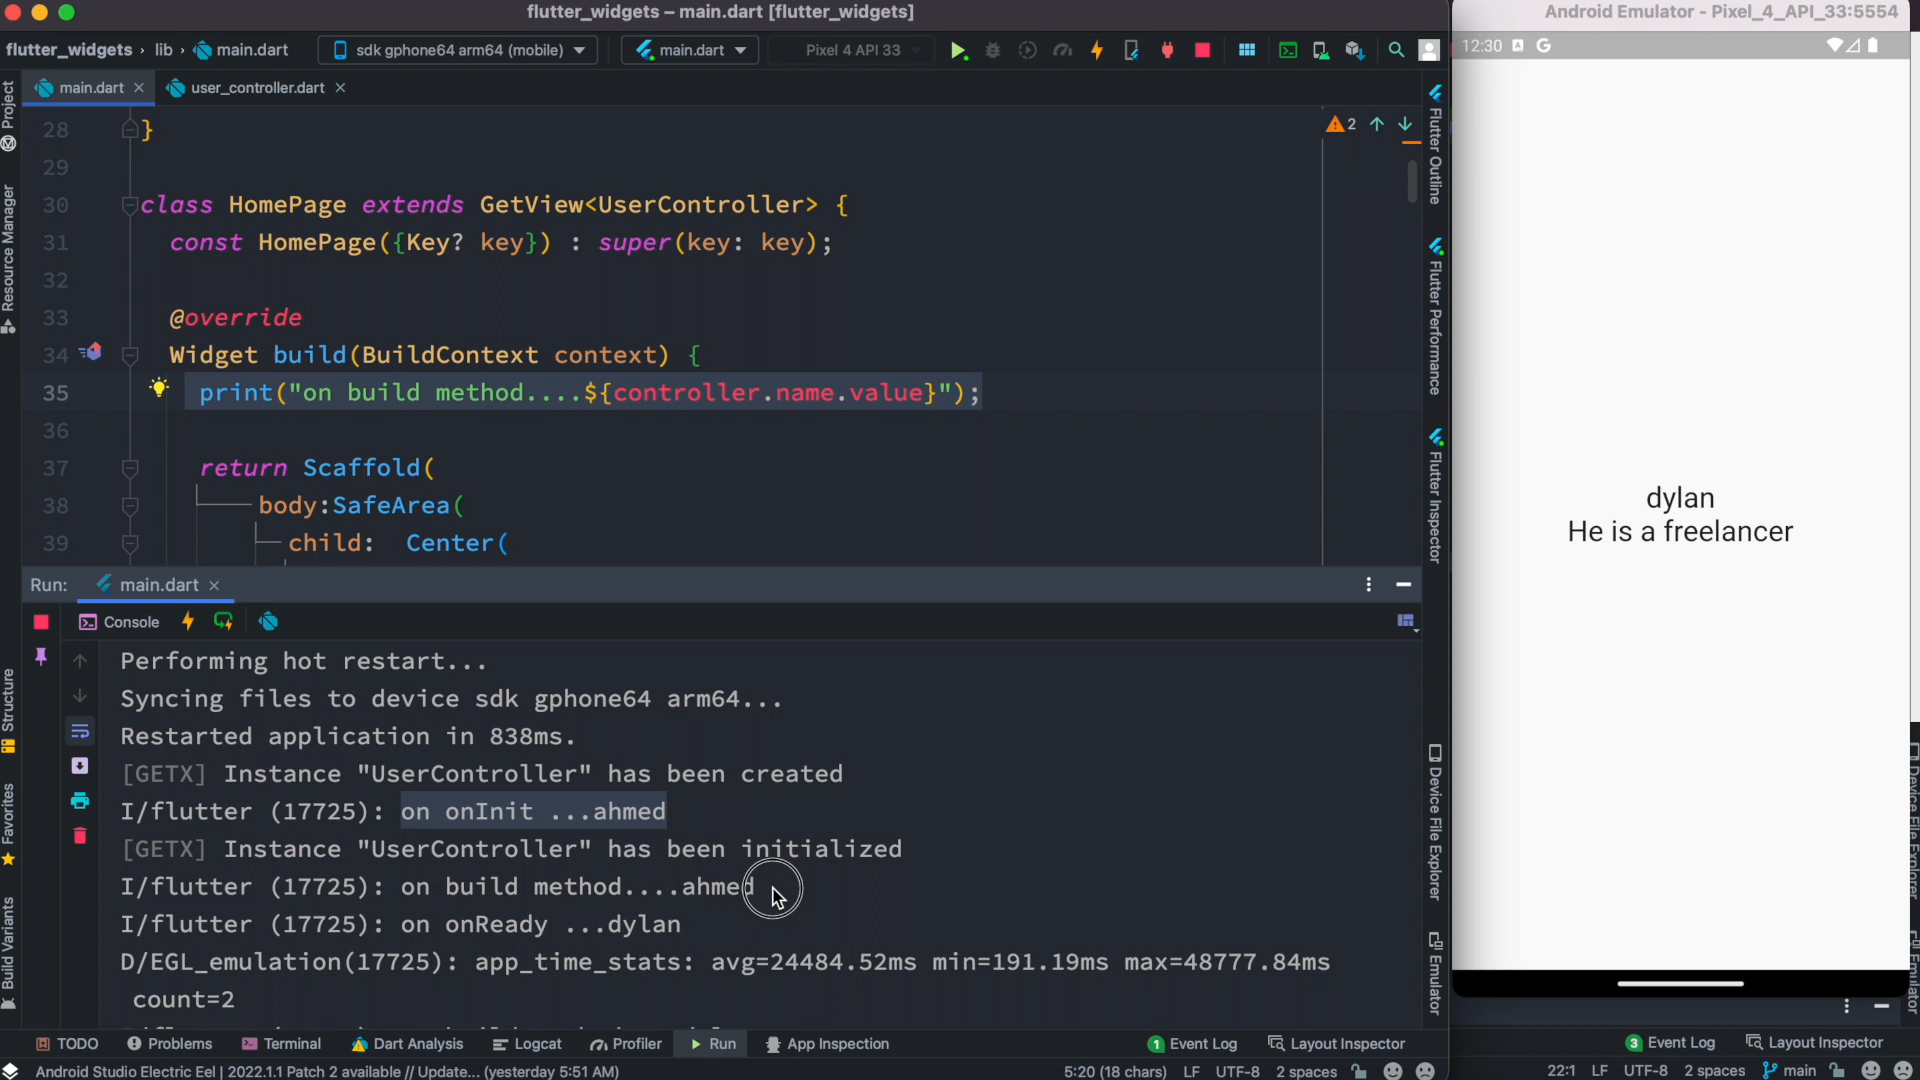 flutter_widgets – main.dart [flutter_widgets]
Android Emulator - Pixel_4_API_33:5554
flutter_widgets › lib › main.dart
sdk gphone64 arm64 (mobile)
main.dart
Pixel 4 API 33
12:30
main.dart
user_controller.dart
2
28 }
29
30 class HomePage extends GetView<UserController> {
31 const HomePage({Key? key}) : super(key: key);
32
33 @override
34 Widget build(BuildContext context) {
35 print("on build method....${controller.name.value}");
36
37 return Scaffold(
38 body:SafeArea(
39 child: Center(
dylan
He is a freelancer
Project
Resource Manager
Structure
Favorites
Build Variants
Flutter Outline
Flutter Performance
Flutter Inspector
Device File Explorer
Emulator
Run:
main.dart
Console
Performing hot restart...
Syncing files to device sdk gphone64 arm64...
Restarted application in 838ms.
[GETX] Instance "UserController" has been created
I/flutter (17725): on onInit ...ahmed
[GETX] Instance "UserController" has been initialized
I/flutter (17725): on build method....ahmed
I/flutter (17725): on onReady ...dylan
D/EGL_emulation(17725): app_time_stats: avg=24484.52ms min=191.19ms max=48777.84ms
count=2
TODO
Problems
Terminal
Dart Analysis
Logcat
Profiler
Run
App Inspection
1 Event Log
Layout Inspector
3 Event Log
Layout Inspector
Android Studio Electric Eel | 2022.1.1 Patch 2 available // Update... (yesterday 5:51 AM)
5:20 (18 chars)
LF
UTF-8
2 spaces
22:1
LF
UTF-8
2 spaces
main